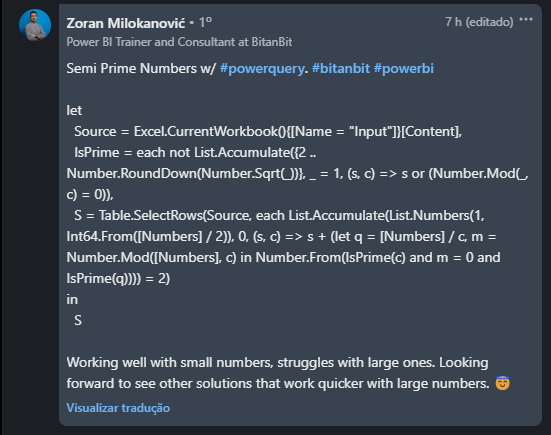 Zoran Milokanović • 1º
7 h (editado) •••
Power BI Trainer and Consultant at BitanBit
Semi Prime Numbers w/ #powerquery. #bitanbit #powerbi
let
Source = Excel.CurrentWorkbook(){[Name = "Input"]}[Content],
IsPrime = each not List.Accumulate({2 ..
Number.RoundDown(Number.Sqrt(_))}, _ = 1, (s, c) => s or (Number.Mod(_,
c) = 0)),
S = Table.SelectRows(Source, each List.Accumulate(List.Numbers(1,
Int64.From([Numbers] / 2)), 0, (s, c) => s + (let q = [Numbers] / c, m =
Number.Mod([Numbers], c) in Number.From(IsPrime(c) and m = 0 and
IsPrime(q)))) = 2)
in
S
Working well with small numbers, struggles with large ones. Looking
forward to see other solutions that work quicker with large numbers. 😇
Visualizar tradução